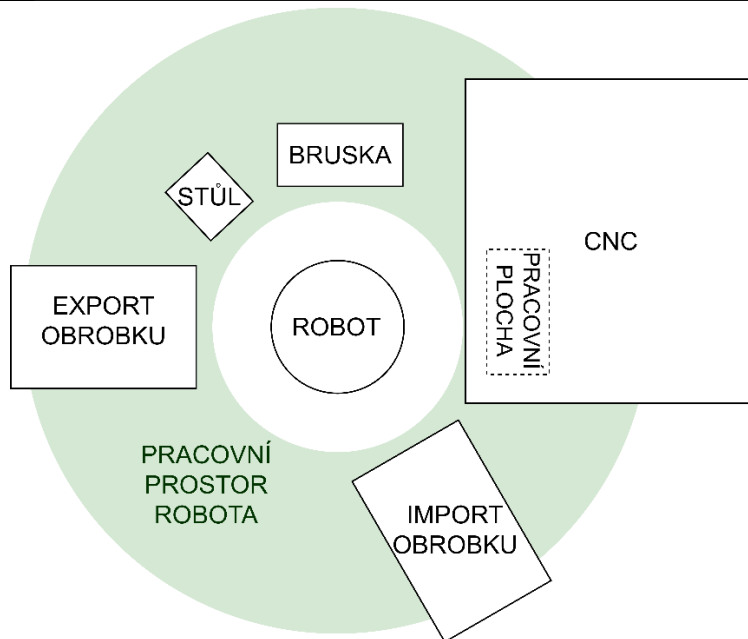 BRUSKA
STŮL
CNC
PRACOVNÍ
PLOCHA
EXPORT
OBROBKU
ROBOT
PRACOVNÍ
PROSTOR
ROBOTA
IMPORT
OBROBKU